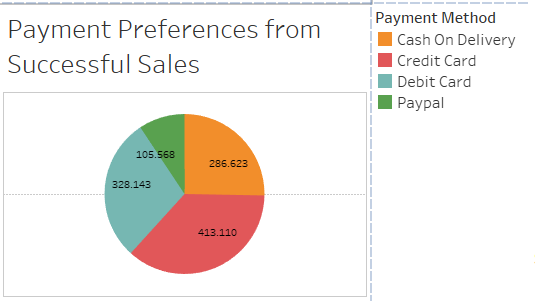 Payment Preferences from
Successful Sales
Payment Method
Cash On Delivery
Credit Card
Debit Card
Paypal
105.568
286.623
328.143
413.110